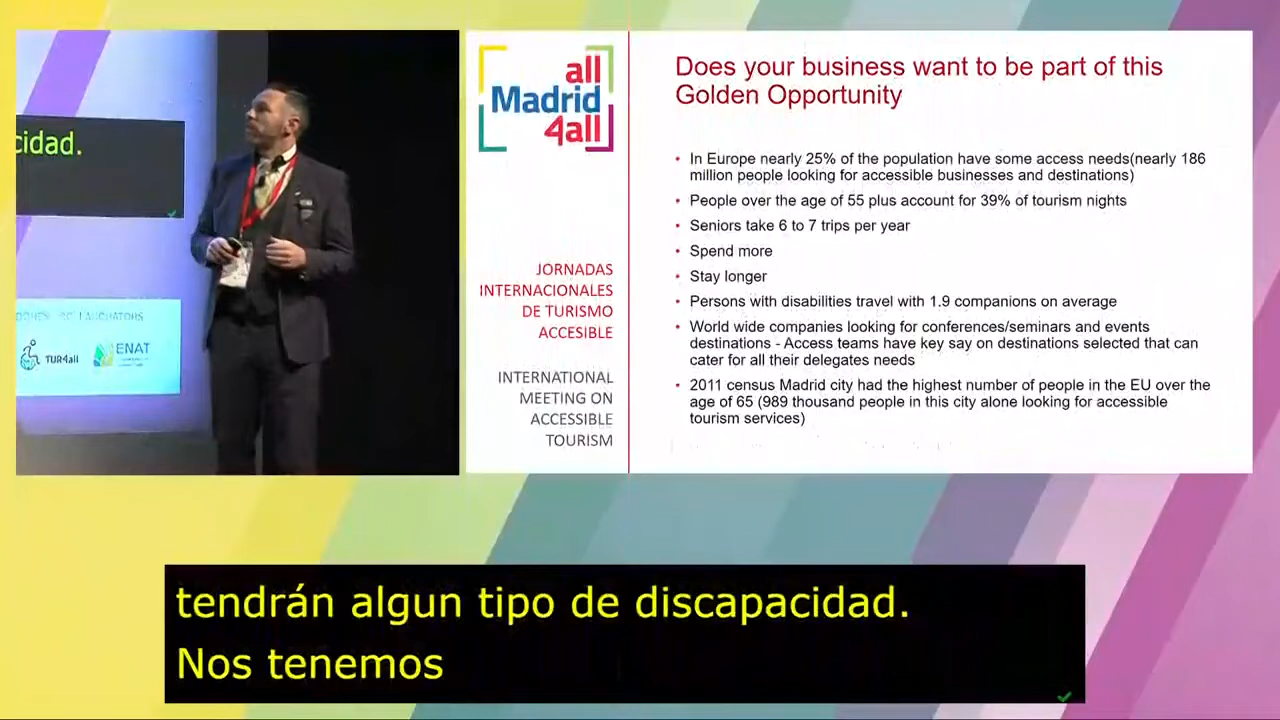 cidad.
TUR4all
ENAT
all
Madrid
4all
JORNADAS
INTERNACIONALES
DE TURISMO
ACCESIBLE
INTERNATIONAL
MEETING ON
ACCESSIBLE
TOURISM
Does your business want to be part of this
Golden Opportunity
• In Europe nearly 25% of the population have some access needs(nearly 186
million people looking for accessible businesses and destinations)
• People over the age of 55 plus account for 39% of tourism nights
• Seniors take 6 to 7 trips per year
• Spend more
• Stay longer
• Persons with disabilities travel with 1.9 companions on average
• World wide companies looking for conferences/seminars and events
destinations - Access teams have key say on destinations selected that can
cater for all their delegates needs
• 2011 census Madrid city had the highest number of people in the EU over the
age of 65 (989 thousand people in this city alone looking for accessible
tourism services)
tendrán algun tipo de discapacidad.
Nos tenemos